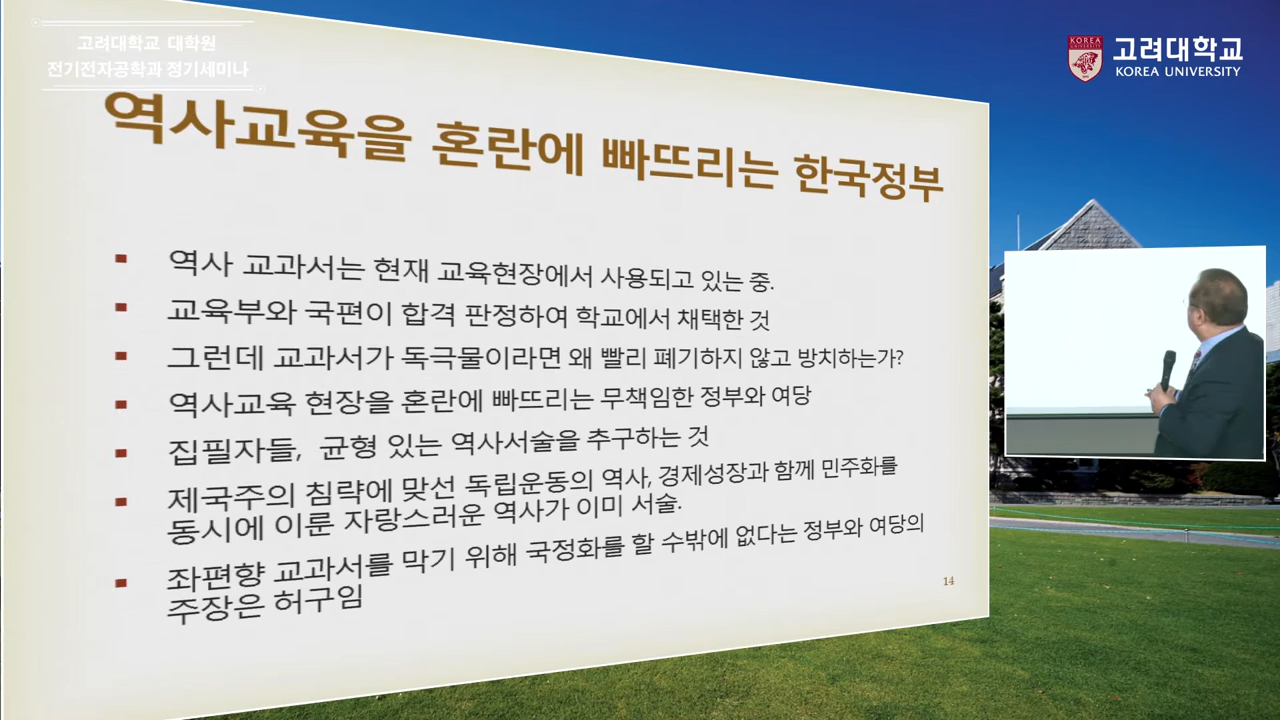 고려대학교 대학원
전기전자공학과 정기세미나
KOREA
고려대학교
KOREA UNIVERSITY
역사교육을 혼란에 빠뜨리는 한국정부
▪ 역사 교과서는 현재 교육현장에서 사용되고 있는 중.
▪ 교육부와 국편이 합격 판정하여 학교에서 채택한 것
▪ 그런데 교과서가 독극물이라면 왜 빨리 폐기하지 않고 방치하는가?
▪ 역사교육 현장을 혼란에 빠뜨리는 무책임한 정부와 여당
▪ 집필자들, 균형 있는 역사서술을 추구하는 것
▪ 제국주의 침략에 맞선 독립운동의 역사, 경제성장과 함께 민주화를
동시에 이룬 자랑스러운 역사가 이미 서술.
▪ 좌편향 교과서를 막기 위해 국정화를 할 수밖에 없다는 정부와 여당의
주장은 허구임
14